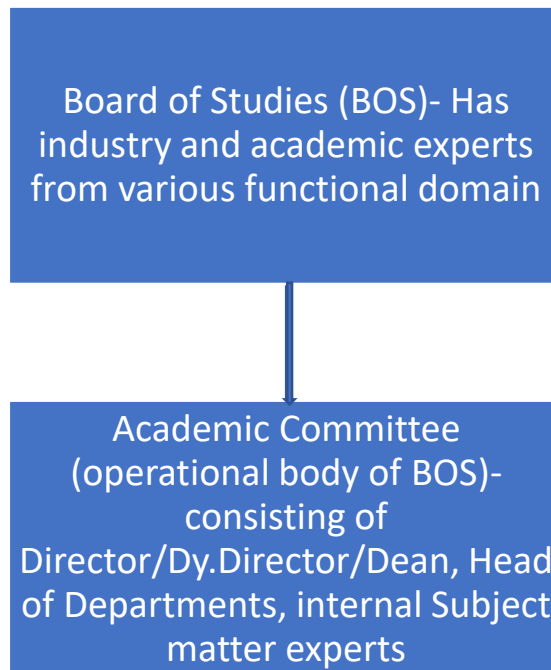 Board of Studies (BOS)- Has
industry and academic experts
from various functional domain
Academic Committee
(operational body of BOS)-
consisting of
Director/Dy.Director/Dean, Head
of Departments, internal Subject
matter experts